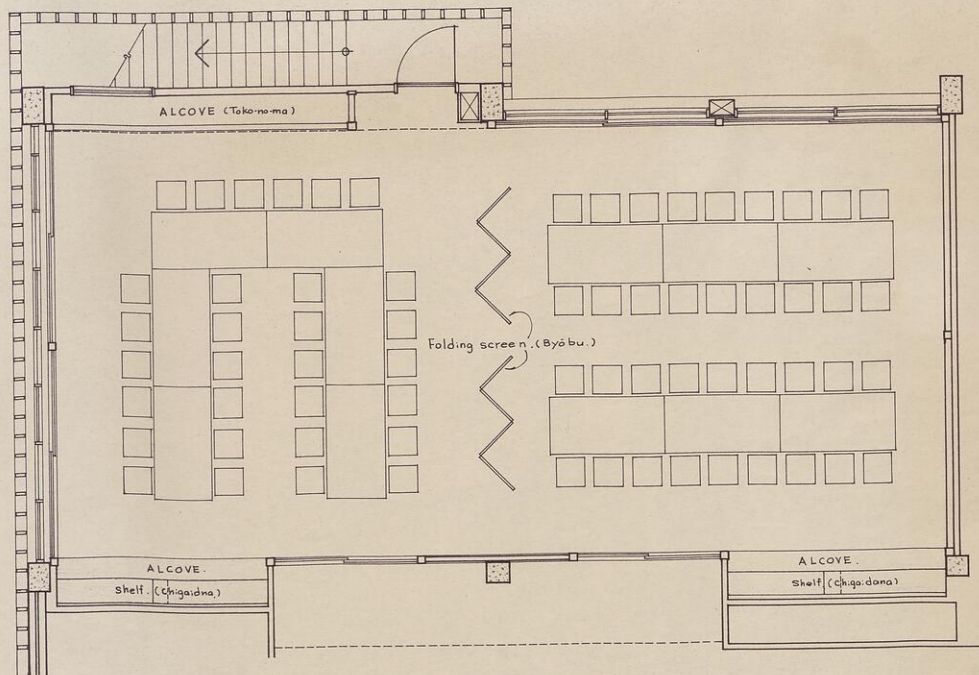 ALCOVE (Toko-no-ma)
Folding screen. (Byōbu.)
ALCOVE.
Shelf. (Chigaidna)
ALCOVE.
Shelf (Chigaidana)